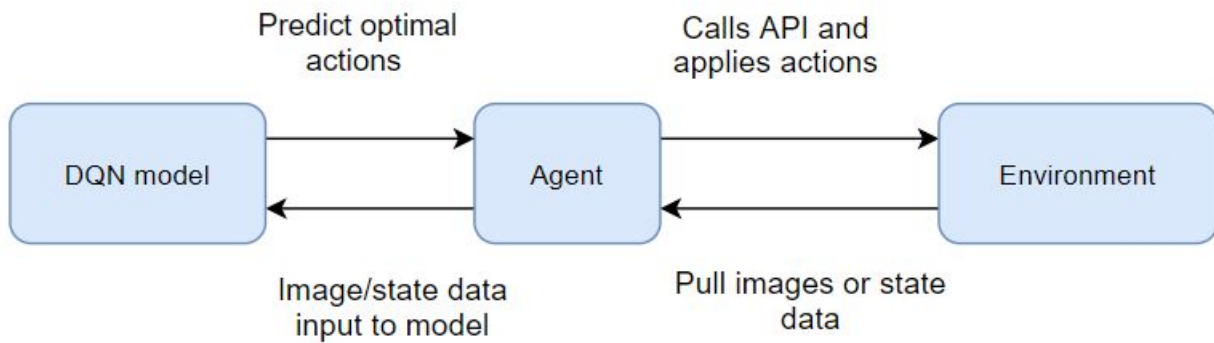 Predict optimal
actions
Calls API and
applies actions
DQN model
Agent
Environment
Image/state data
input to model
Pull images or state
data